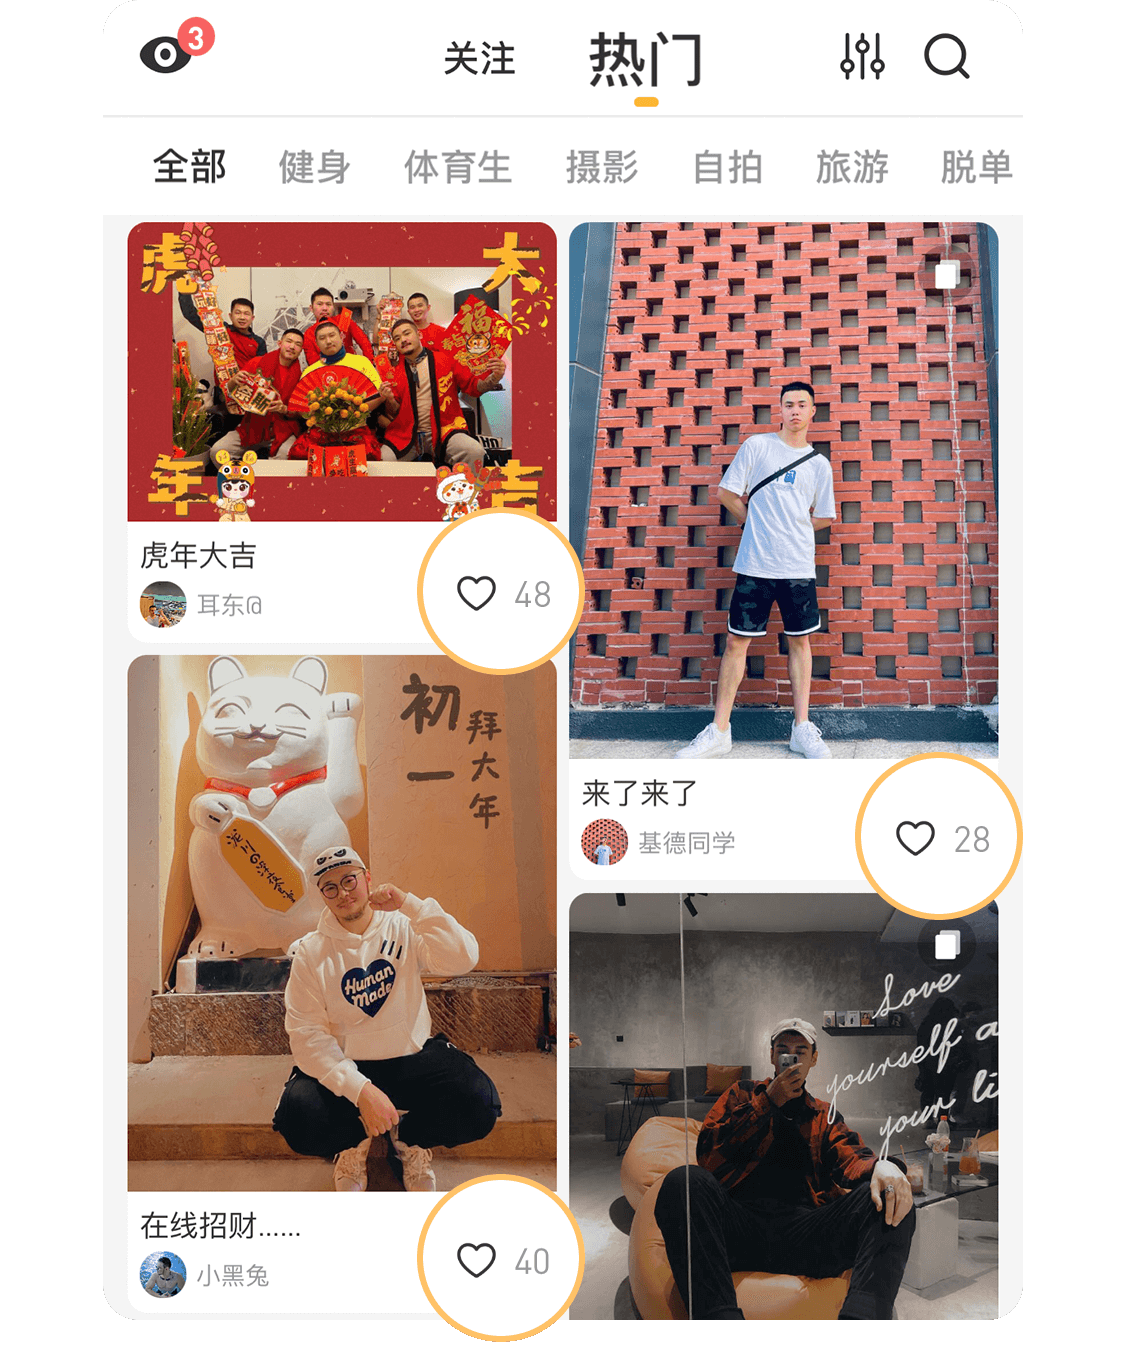 3
关注 热门
全部 健身 体育生 摄影 自拍 旅游 脱单
虎 大
福
年 吉
虎年大吉
耳东@
48
初一
拜大年
Human
Made
在线招财......
小黑兔
40
来了来了
基德同学
28
Love
yourself a
your li